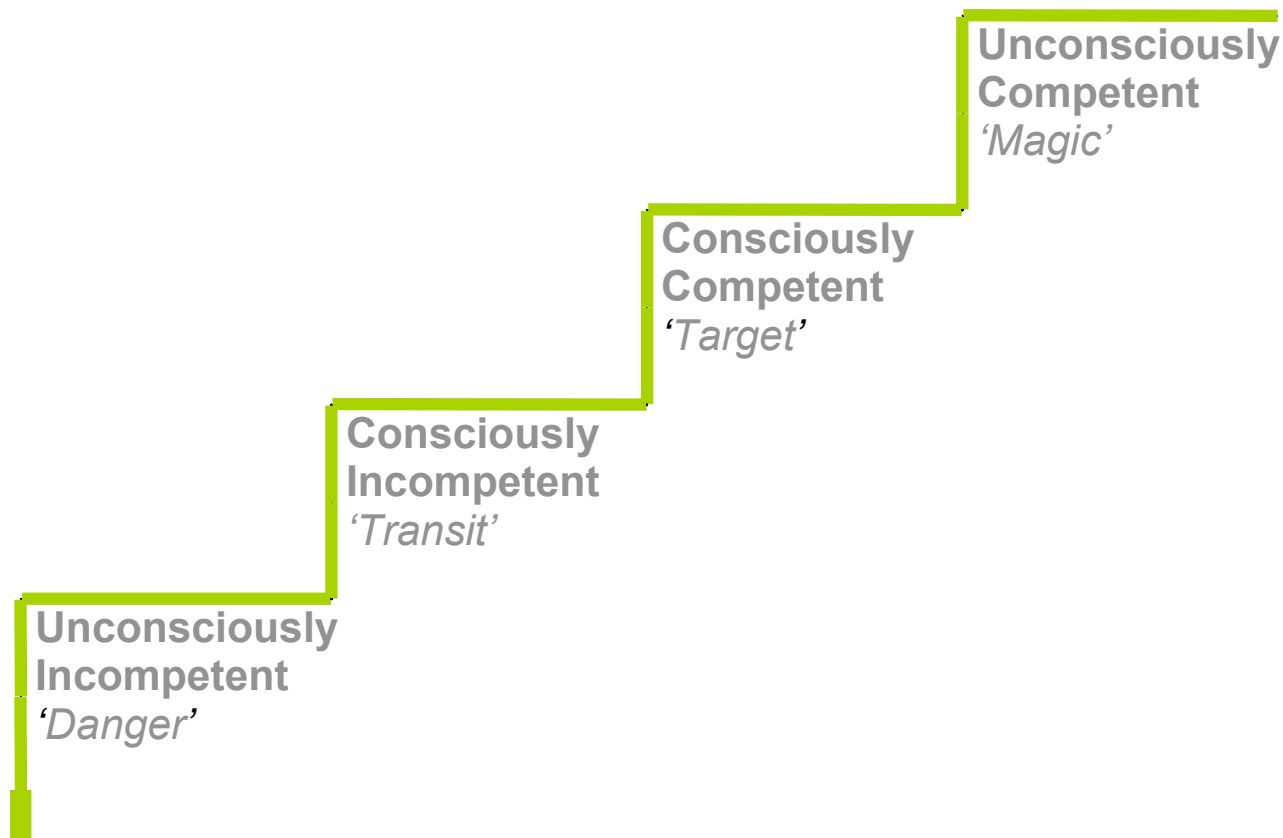 Unconsciously
Competent
‘Magic’
Consciously
Competent
‘Target’
Consciously
Incompetent
‘Transit’
Unconsciously
Incompetent
‘Danger’